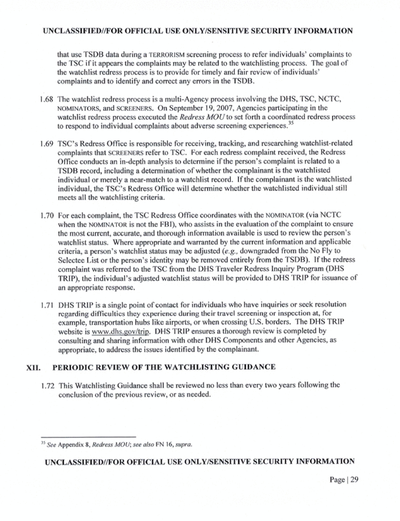 UNCLASSIFIED//FOR OFFICIAL USE ONLY/SENSITIVE SECURITY INFORMATION
that use TSDB data during a TERRORISM screening process to refer individuals' complaints to
the TSC if it appears the complaints may be related to the watchlisting process. The goal of
the watchlist redress process is to provide for timely and fair review of individuals'
complaints and to identify and correct any errors in the TSDB.
1.68 The watchlist redress process is a multi-Agency process involving the DHS, TSC, NCTC,
NOMINATORS, and SCREENERS. On September 19, 2007, Agencies participating in the
watchlist redress process executed the Redress MOU to set forth a coordinated redress process
to respond to individual complaints about adverse screening experiences.35
1.69 TSC's Redress Office is responsible for receiving, tracking, and researching watchlist-related
complaints that SCREENERS refer to TSC. For each redress complaint received, the Redress
Office conducts an in-depth analysis to determine if the person's complaint is related to a
TSDB record, including a determination of whether the complainant is the watchlisted
individual or merely a near-match to a watchlist record. If the complainant is the watchlisted
individual, the TSC's Redress Office will determine whether the watchlisted individual still
meets all the watchlisting criteria.
1.70 For each complaint, the TSC Redress Office coordinates with the NOMINATOR (via NCTC
when the NOMINATOR is not the FBI), who assists in the evaluation of the complaint to ensure
the most current, accurate, and thorough information available is used to review the person's
watchlist status. Where appropriate and warranted by the current information and applicable
criteria, a person's watchlist status may be adjusted (e.g., downgraded from the No Fly to
Selectee List or the person's identity may be removed entirely from the TSDB). If the redress
complaint was referred to the TSC from the DHS Traveler Redress Inquiry Program (DHS
TRIP), the individual's adjusted watchlist status will be provided to DHS TRIP for issuance of
an appropriate response.
1.71 DHS TRIP is a single point of contact for individuals who have inquiries or seek resolution
regarding difficulties they experience during their travel screening or inspection at, for
example, transportation hubs like airports, or when crossing U.S. borders. The DHS TRIP
website is www.dhs.gov/trip. DHS TRIP ensures a thorough review is completed by
consulting and sharing information with other DHS Components and other Agencies, as
appropriate, to address the issues identified by the complainant.
XII. PERIODIC REVIEW OF THE WATCHLISTING GUIDANCE
1.72 This Watchlisting Guidance shall be reviewed no less than every two years following the
conclusion of the previous review, or as needed.
35 See Appendix 8, Redress MOU; see also FN 16, supra.
UNCLASSIFIED//FOR OFFICIAL USE ONLY/SENSITIVE SECURITY INFORMATION
Page | 29